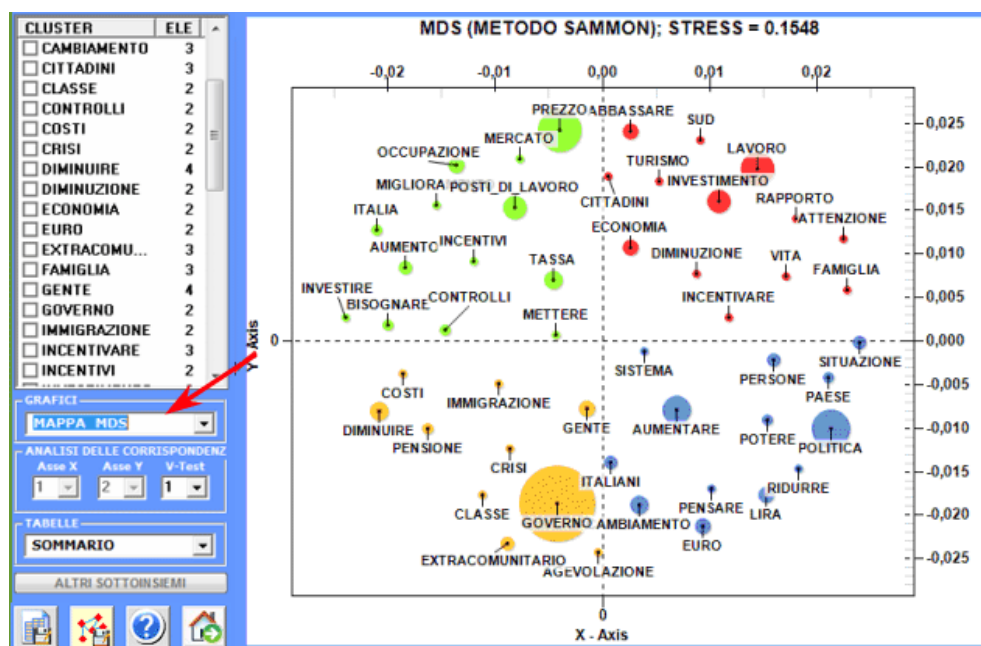 CLUSTER ELE
CAMBIAMENTO 3
CITTADINI 3
CLASSE 2
CONTROLLI 2
COSTI 2
CRISI 2
DIMINUIRE 4
DIMINUZIONE 2
ECONOMIA 2
EURO 2
EXTRACOMU... 3
FAMIGLIA 3
GENTE 4
GOVERNO 2
IMMIGRAZIONE 2
INCENTIVARE 3
INCENTIVI 2
GRAFICI
MAPPA MDS
ANALISI DELLE CORRISPONDENZ
Asse X Asse Y V-Test
1 2 1
TABELLE
SOMMARIO
ALTRI SOTTOINSIEMI
MDS (METODO SAMMON); STRESS = 0.1548
-0,02 -0,01 0,00 0,01 0,02
PREZZO ABBASSARE
SUD
MERCATO
OCCUPAZIONE
LAVORO
TURISMO
MIGLIORA
POSTI_DI_LAVORO
INVESTIMENTO
CITTADINI
RAPPORTO
ITALIA
ATTENZIONE
ECONOMIA
AUMENTO
INCENTIVI
DIMINUZIONE
TASSA
VITA
FAMIGLIA
INVESTIRE
BISOGNARE
CONTROLLI
INCENTIVARE
METTERE
0
Y - Axis
SISTEMA
SITUAZIONE
PERSONE
COSTI
PAESE
IMMIGRAZIONE
DIMINUIRE
GENTE
AUMENTARE
POTERE
PENSIONE
POLITICA
CRISI
ITALIANI
RIDURRE
CLASSE
GOVERNO
CAMBIAMENTO
PENSARE
LIRA
EURO
EXTRACOMUNITARIO
AGEVOLAZIONE
0,025
0,020
0,015
0,010
0,005
0,000
-0,005
-0,010
-0,015
-0,020
-0,025
0
X - Axis